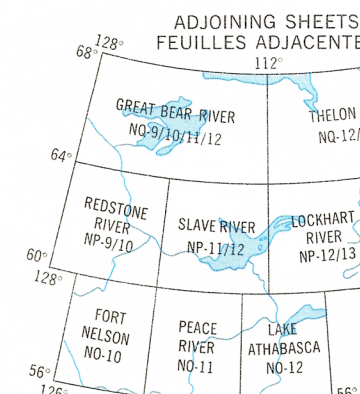 ADJOINING SHEETS
FEUILLES ADJACENTE
128°
68°
112°
GREAT BEAR RIVER
NQ-9/10/11/12
THELON
NQ-12/
64°
REDSTONE
RIVER
NP-9/10
SLAVE RIVER
NP-11/12
LOCKHART
RIVER
NP-12/13
60°
128°
FORT
NELSON
NO-10
PEACE
RIVER
NO-11
LAKE
ATHABASCA
NO-12
56°
126°
56°